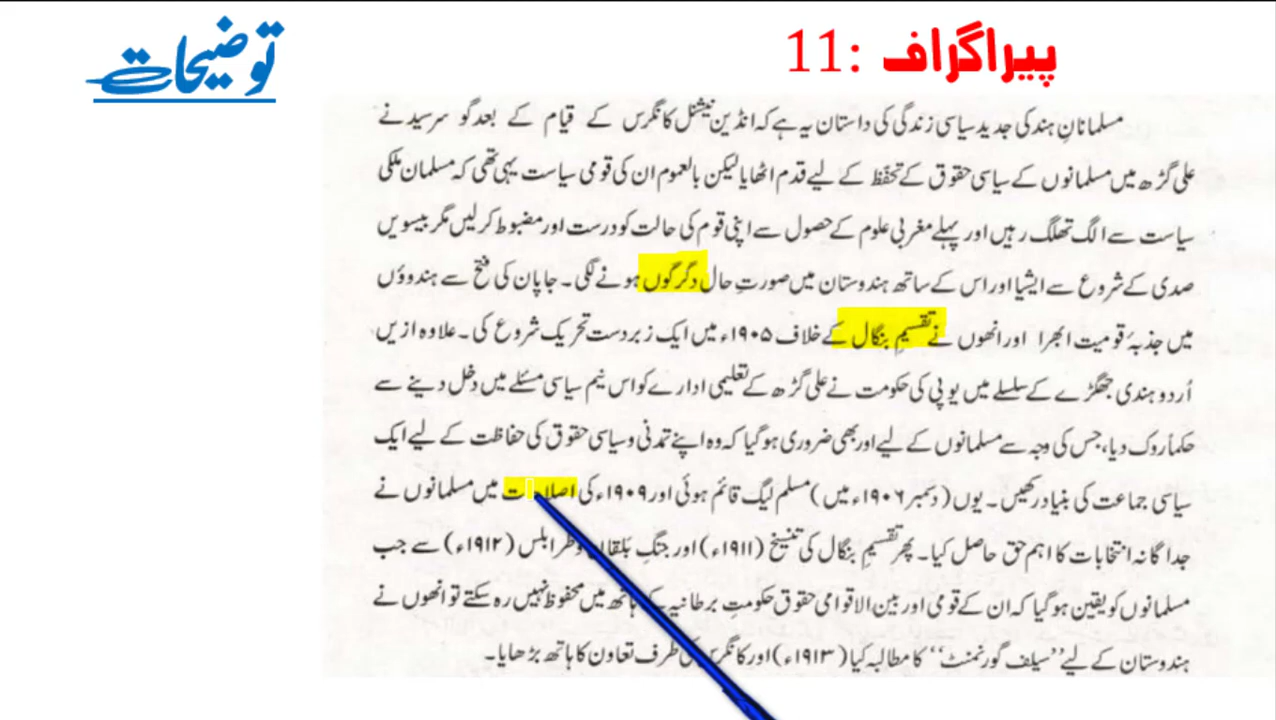 توضیحات
پیراگراف :11
مسلمانانِ ہند کی جدید سیاسی زندگی کی داستان یہ ہے کہ انڈین نیشنل کانگرس کے قیام کے بعد گو سرسید نے
علی گڑھ میں مسلمانوں کے سیاسی حقوق کے تحفّظ کے لیے قدم اٹھایا لیکن بالعموم ان کی قومی سیاست یہی تھی کہ مسلمان ملکی
سیاست سے الگ تھلگ رہیں اور پہلے مغربی علوم کے حصول سے اپنی قوم کی حالت کو درست اور مضبوط کر لیں مگر بیسویں
صدی کے شروع سے ایشیا اور اس کے ساتھ ہندوستان میں صورتِ حال دگرگوں ہونے لگی۔ جاپان کی فتح سے ہندوؤں
میں جذبۂ قومیت ابھرا اور انھوں نے تقسیمِ بنگال کے خلاف ۱۹۰۵ء میں ایک زبردست تحریک شروع کی۔ علاوہ ازیں
اُردو ہندی جھگڑے کے سلسلے میں یو پی کی حکومت نے علی گڑھ کے تعلیمی ادارے کو اس نیم سیاسی مسئلے میں دخل دینے سے
حکماً روک دیا، جس کی وجہ سے مسلمانوں کے لیے اور بھی ضروری ہو گیا کہ وہ اپنے تمدنی و سیاسی حقوق کی حفاظت کے لیے ایک
سیاسی جماعت کی بنیاد رکھیں۔ یوں (دسمبر ۱۹۰۶ء میں) مسلم لیگ قائم ہوئی اور ۱۹۰۹ء کی اصلاحات میں مسلمانوں نے
جداگانہ انتخابات کا اہم حق حاصل کیا۔ پھر تقسیمِ بنگال کی تنسیخ (۱۹۱۱ء) اور جنگِ بلقان و طرابلس (۱۹۱۲ء) سے جب
مسلمانوں کو یقین ہو گیا کہ ان کے قومی اور بین الاقوامی حقوق حکومتِ برطانیہ کے ہاتھ میں محفوظ نہیں رہ سکتے تو انھوں نے
ہندوستان کے لیے ”سیلف گورنمنٹ“ کا مطالبہ کیا (۱۹۱۳ء) اور کانگرس کی طرف تعاون کا ہاتھ بڑھایا۔